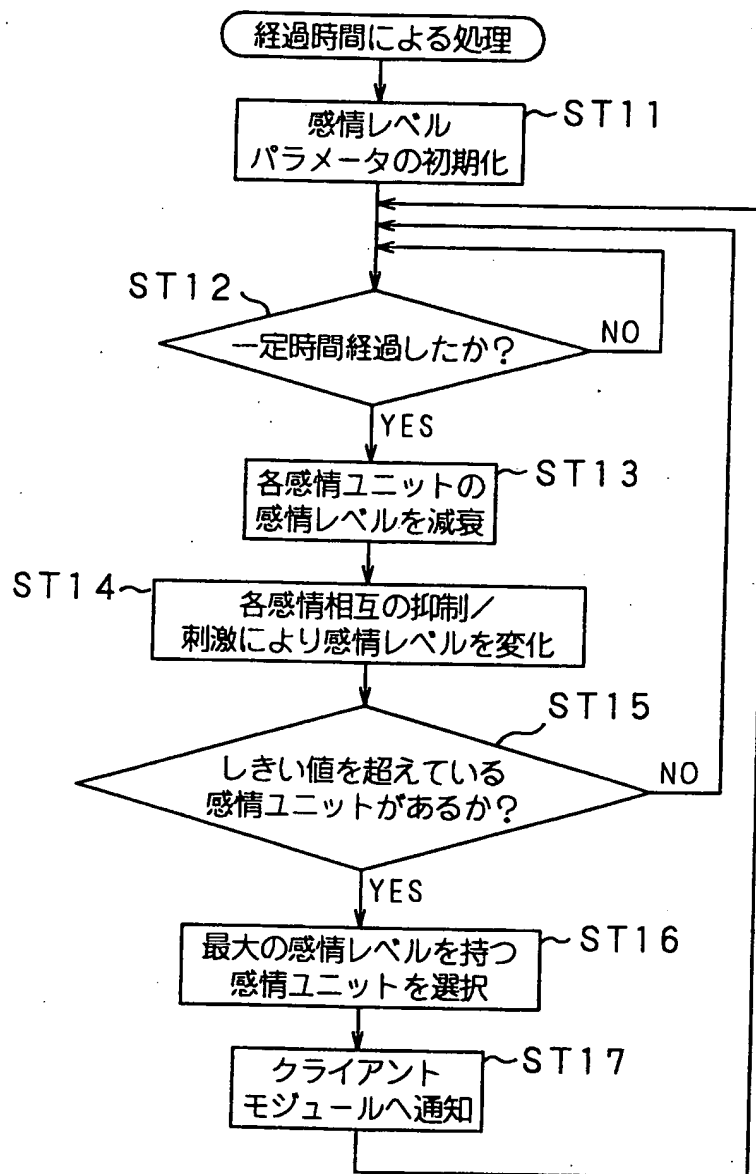 経過時間による処理
ST11
感情レベル
パラメータの初期化
ST12
一定時間経過したか?
NO
YES
ST13
各感情ユニットの
感情レベルを減衰
ST14
各感情相互の抑制/
刺激により感情レベルを変化
ST15
しきい値を超えている
感情ユニットがあるか?
NO
YES
最大の感情レベルを持つ
感情ユニットを選択
ST16
クライアント
モジュールへ通知
ST17